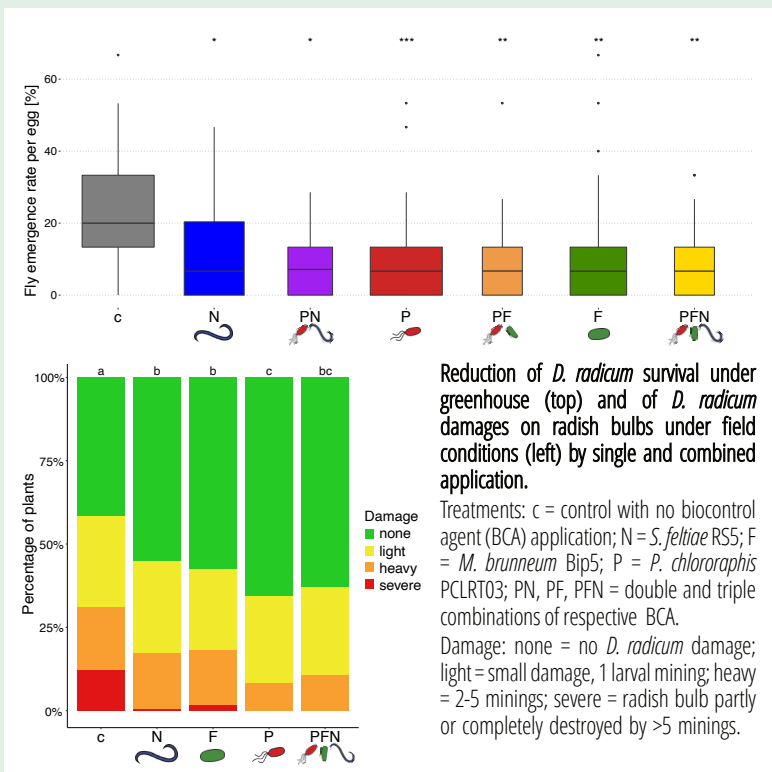 * * *** ** ** **
Fly emergence rate per egg [%]
60
40
20
0
c N PN P PF F PFN
a b b c bc
Percentage of plants
100%
75%
50%
25%
0%
c N F P PFN
Damage
none
light
heavy
severe
Reduction of D. radicum survival under
greenhouse (top) and of D. radicum
damages on radish bulbs under field
conditions (left) by single and combined
application.
Treatments: c = control with no biocontrol
agent (BCA) application; N = S. feltiae RS5; F
= M. brunneum Bip5; P = P. chlororaphis
PCLRT03; PN, PF, PFN = double and triple
combinations of respective BCA.
Damage: none = no D. radicum damage;
light = small damage, 1 larval mining; heavy
= 2-5 minings; severe = radish bulb partly
or completely destroyed by >5 minings.